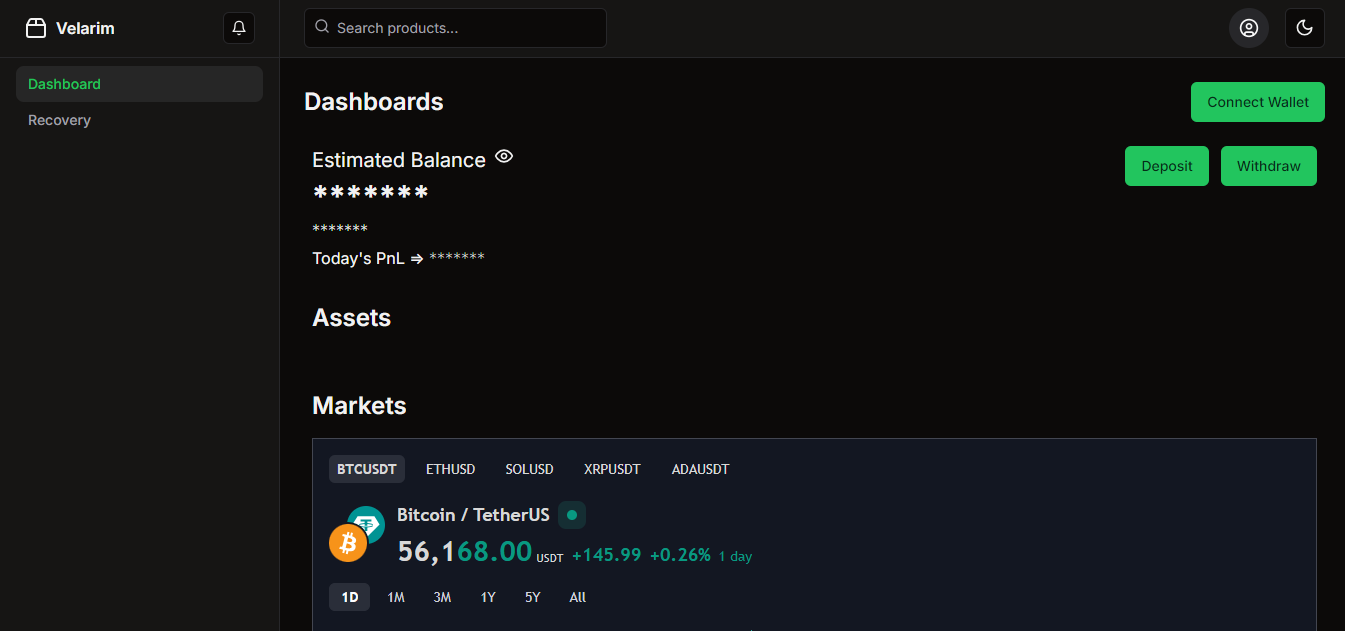 Velarim
Search products...
Dashboard
Recovery
Dashboards
Connect Wallet
Estimated Balance
*******
Deposit
Withdraw
*******
Today's PnL ⇒ *******
Assets
Markets
BTCUSDT ETHUSD SOLUSD XRPUSDT ADAUSDT
Bitcoin / TetherUS
56,168.00 USDT +145.99 +0.26% 1 day
1D 1M 3M 1Y 5Y All